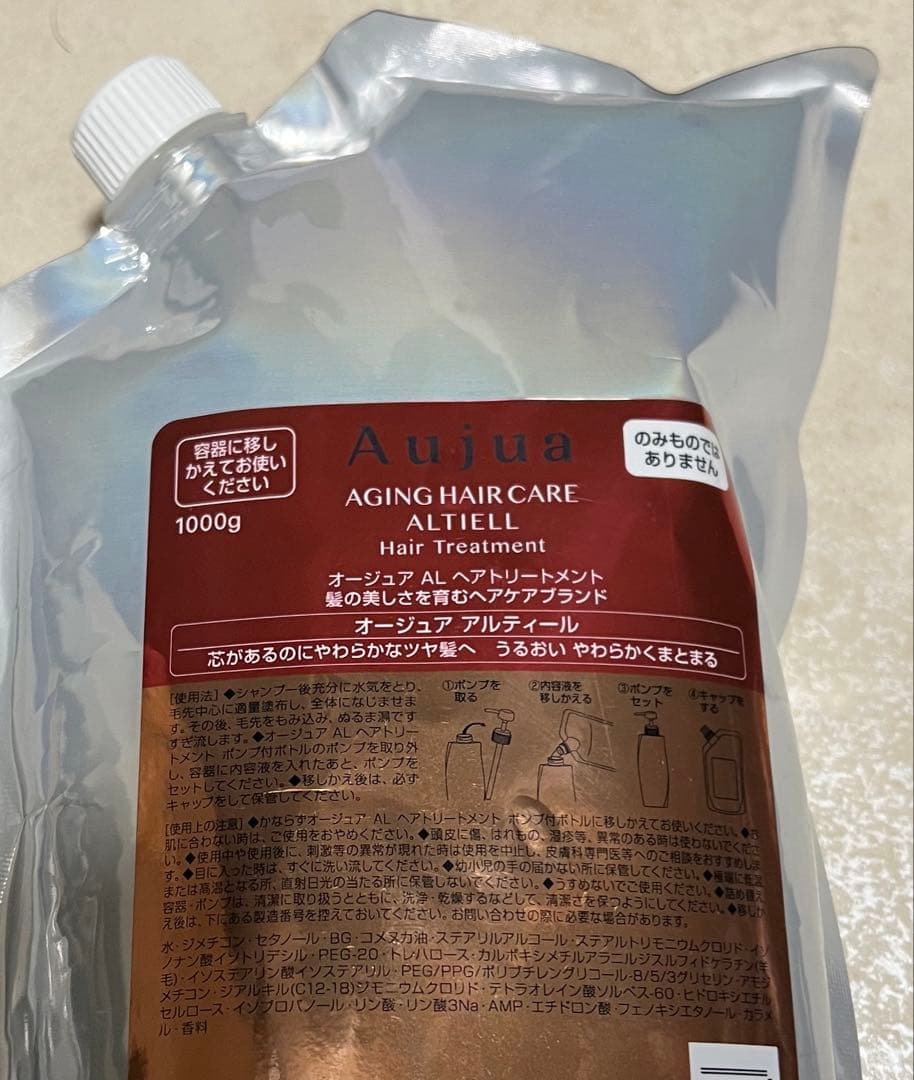 容器に移し
かえてお使い
ください
1000g
Aujua
AGING HAIR CARE
ALTIELL
Hair Treatment
のみものでは
ありません
オージュア AL ヘアトリートメント
髪の美しさを育むヘアケアブランド
オージュア アルティール
芯があるのにやわらかなツヤ髪へ うるおい やわらかくまとまる
[使用法]◆シャンプー後充分に水気をとり、
毛先中心に適量塗布し、全体になじませま
す。その後、毛先をもみ込み、ぬるま湯です
すぎ流します。◆オージュア AL ヘアトリー
トメント ポンプ付ボトルのポンプを取り外
し、容器に内容液を入れたあと、ポンプを
セットしてください。◆移しかえ後は、必ず
キャップをして保管してください。
①ポンプを
取る
②内容液を
移しかえる
③ポンプを
セット
④キャップを
する
[使用上の注意]◆かならずオージュア AL ヘアトリートメント ポンプ付ボトルに移しかえてお使いください。◆お
肌に合わない時は、ご使用をおやめください。◆頭皮に傷、はれもの、湿疹等、異常のある時は使わないでくださ
い。◆使用中や使用後に、刺激等の異常が現れた時は使用を中止し、皮膚科専門医等へのご相談をおすすめしま
す。◆目に入った時は、すぐに洗い流してください。◆幼小児の手の届かない所に保管してください。◆極端に低温
または高温となる所、直射日光の当たる所に保管しないでください。◆うすめないでご使用ください。◆詰め替え
容器・ポンプは、清潔に取り扱うとともに、洗浄・乾燥するなどして、清潔さを保つようにしてください。◆移しか
え後は、下にある製造番号を控えておいてください。お問い合わせの際に必要な場合があります。
水・ジメチコン・セタノール・BG・コメヌカ油・ステアリルアルコール・ステアルトリモニウムクロリド・イソ
ノナン酸イソトリデシル・PEG-20・トレハロース・カルボキシメチルアラニルジスルフィドケラチン(羊
毛)・イソステアリン酸イソステアリル・PEG/PPG/ポリブチレングリコール-8/5/3グリセリン・アモジ
メチコン・ジアルキル(C12-18)ジモニウムクロリド・テトラオレイン酸ソルベス-60・ヒドロキシエチル
セルロース・イソプロパノール・リン酸・リン酸3Na・AMP・エチドロン酸・フェノキシエタノール・カラメ
ル・香料